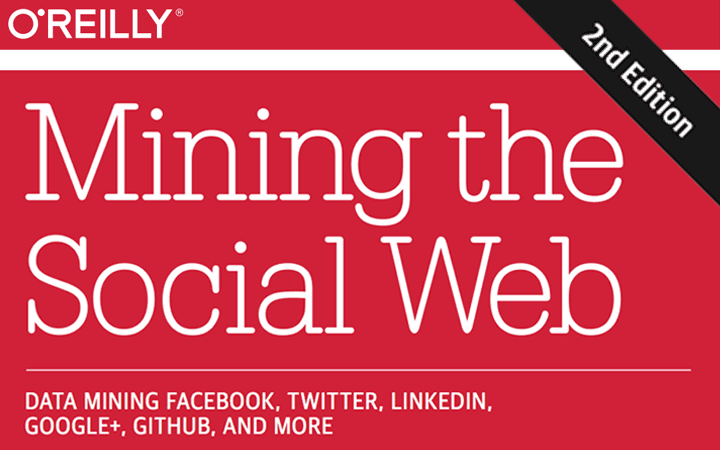 O'REILLY®
2nd Edition
Mining the
Social Web
DATA MINING FACEBOOK, TWITTER, LINKEDIN,
GOOGLE+, GITHUB, AND MORE